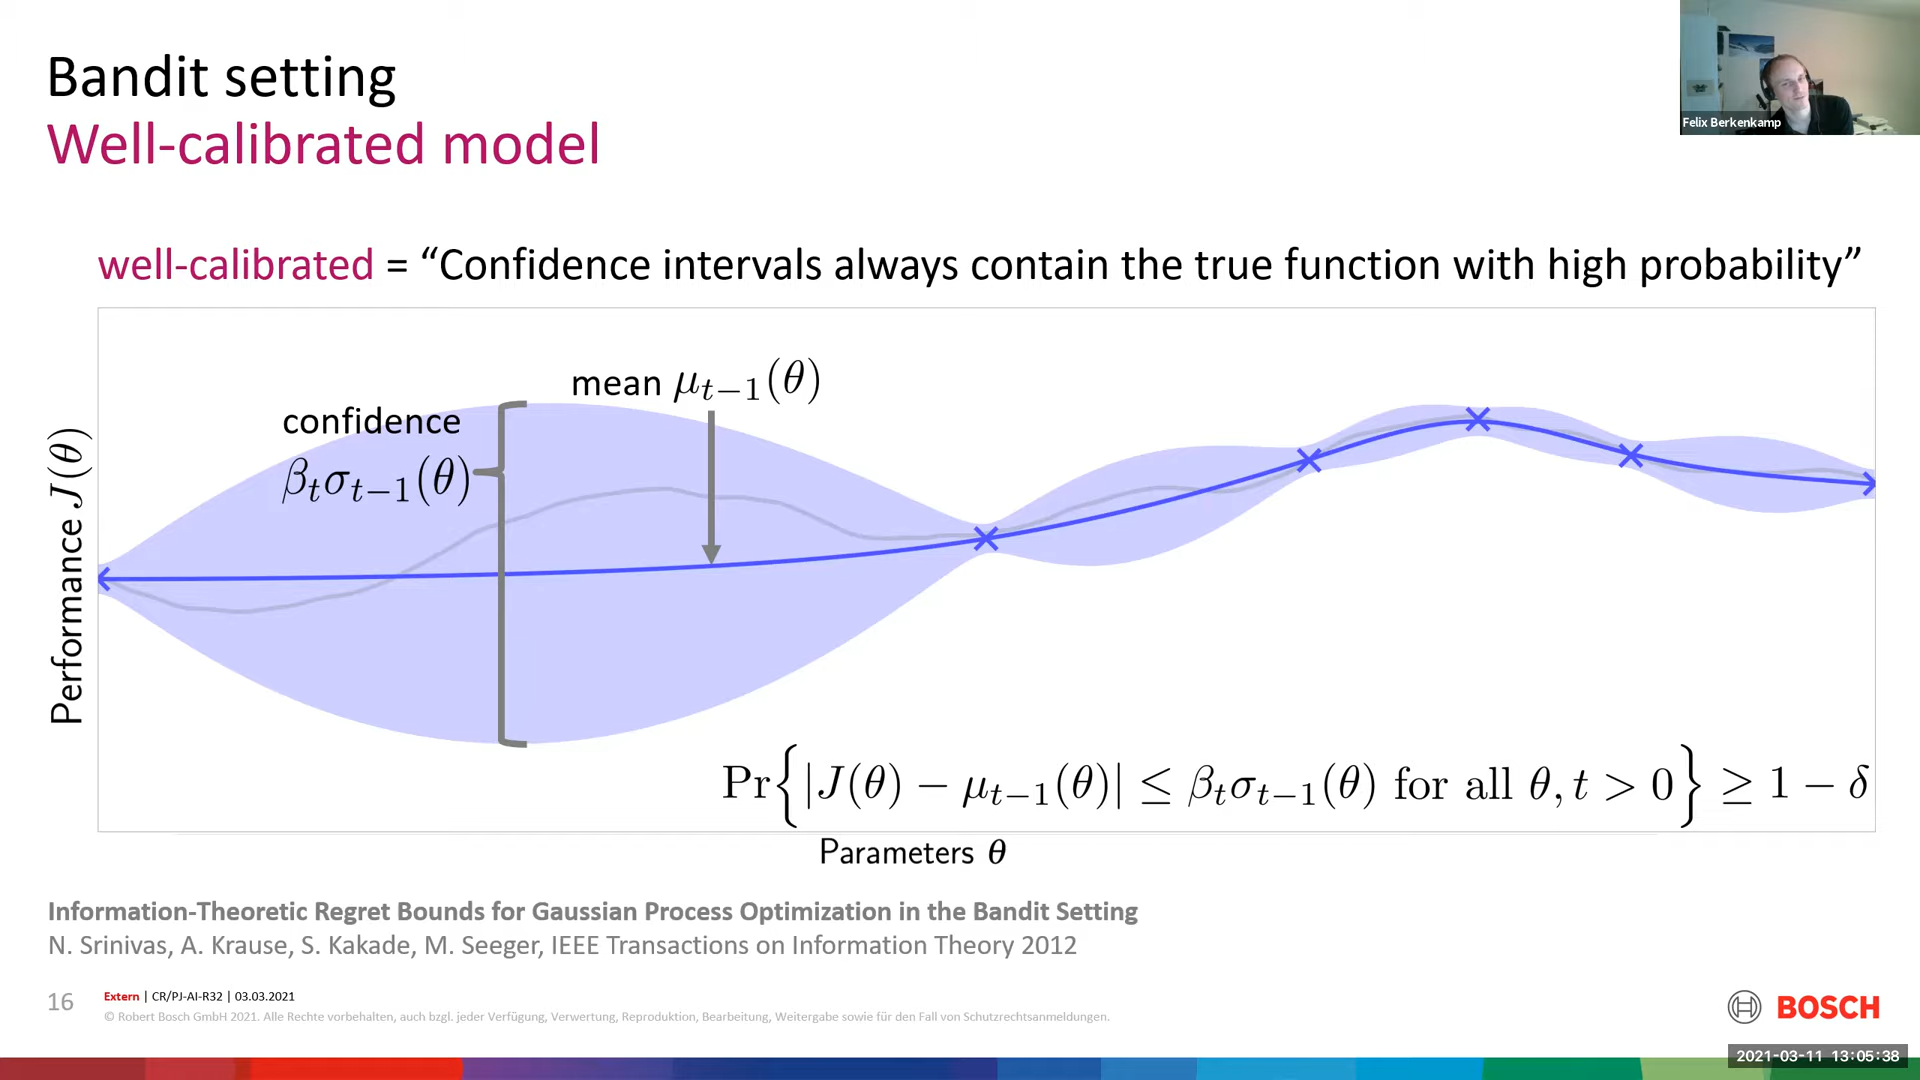 Bandit setting
Well-calibrated model
Felix Berkenkamp
well-calibrated = “Confidence intervals always contain the true function with high probability”
mean μ_{t−1}(θ)
confidence
β_tσ_{t−1}(θ)
Performance J(θ)
Pr{|J(θ) − μ_{t−1}(θ)| ≤ β_tσ_{t−1}(θ) for all θ, t > 0} ≥ 1 − δ
Parameters θ
Information-Theoretic Regret Bounds for Gaussian Process Optimization in the Bandit Setting
N. Srinivas, A. Krause, S. Kakade, M. Seeger, IEEE Transactions on Information Theory 2012
16
Extern | CR/PJ-AI-R32 | 03.03.2021
© Robert Bosch GmbH 2021. Alle Rechte vorbehalten, auch bzgl. jeder Verfügung, Verwertung, Reproduktion, Bearbeitung, Weitergabe sowie für den Fall von Schutzrechtsanmeldungen.
BOSCH
2021-03-11 13:05:38